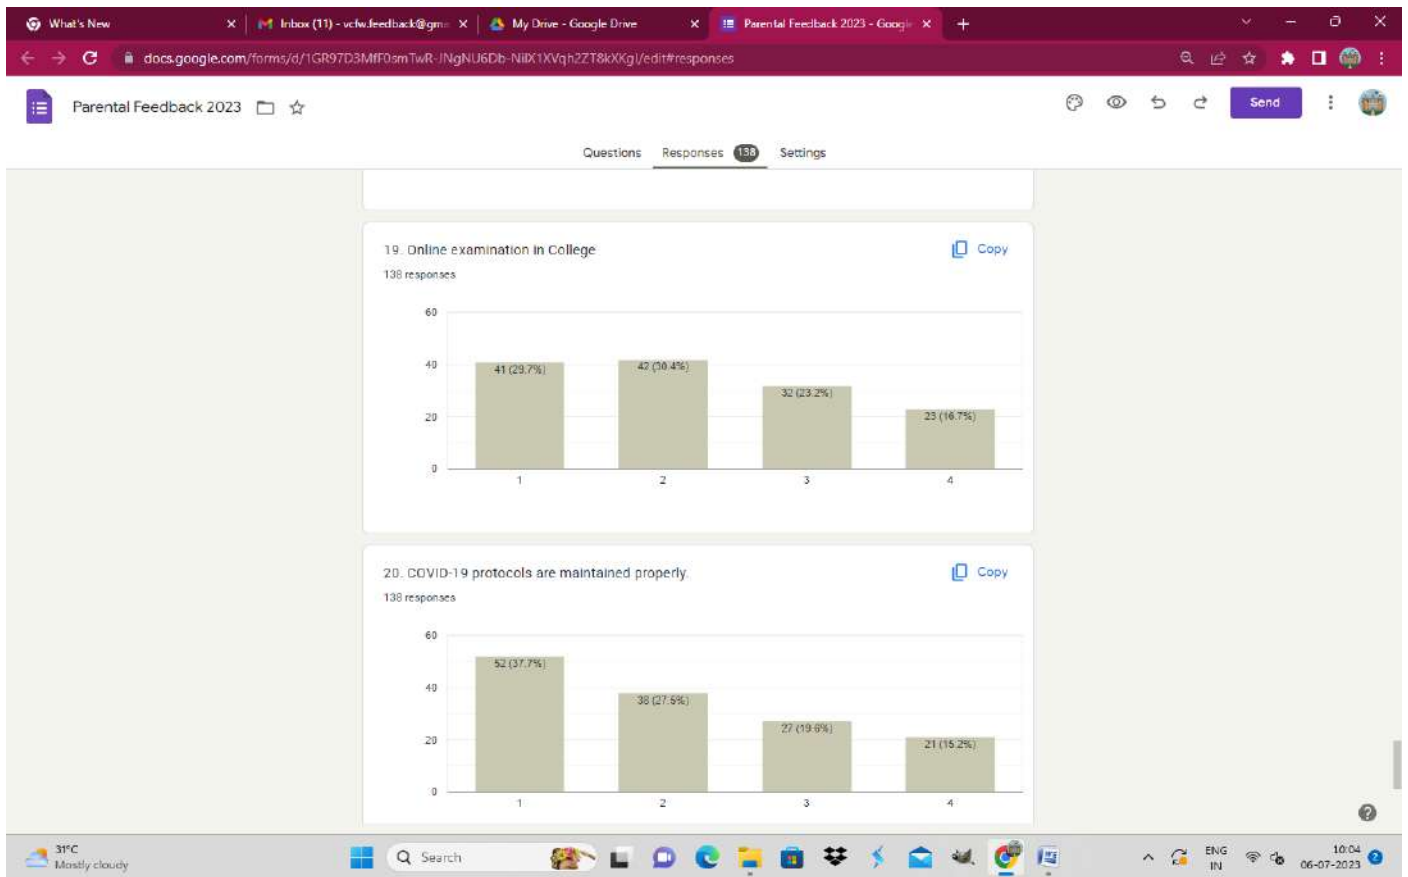 What's New
Inbox (11) - vcfw.feedback@gm
My Drive - Google Drive
Parental Feedback 2023 - Google
docs.google.com/forms/d/ /edit#responses
Parental Feedback 2023
Send
Questions Responses 138 Settings
19. Online examination in College
Copy
138 responses
60
40
20
0
41 (29.7%)
42 (30.4%)
32 (23.2%)
23 (16.7%)
1 2 3 4
20. COVID-19 protocols are maintained properly.
Copy
138 responses
60
40
20
0
52 (37.7%)
38 (27.5%)
27 (19.6%)
21 (15.2%)
1 2 3 4
31°C
Mostly cloudy
Search
ENG
IN
10:04
06-07-2023
2